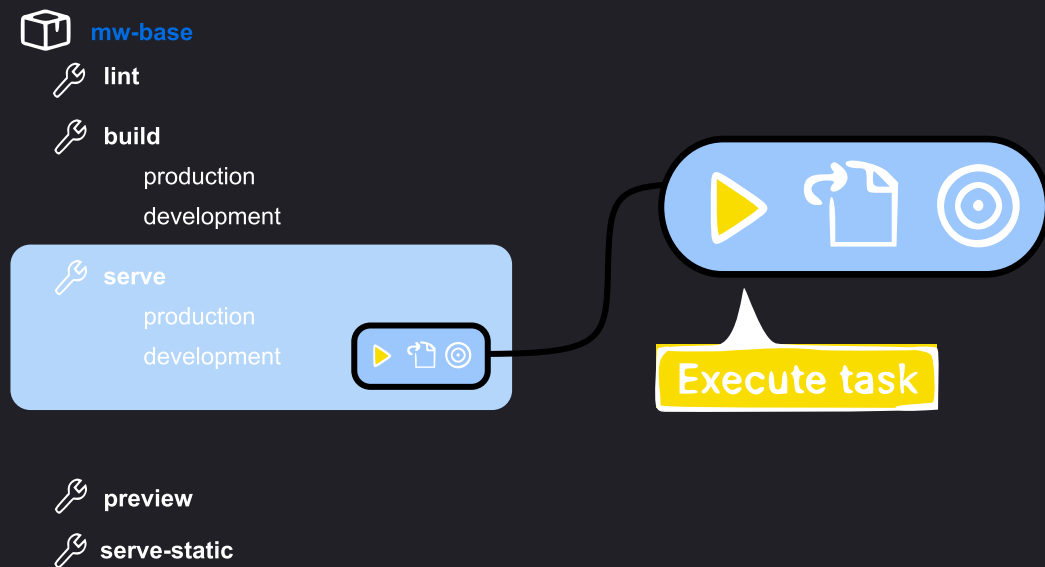 mw-base
lint
build
production
development
serve
production
development
Execute task
preview
serve-static